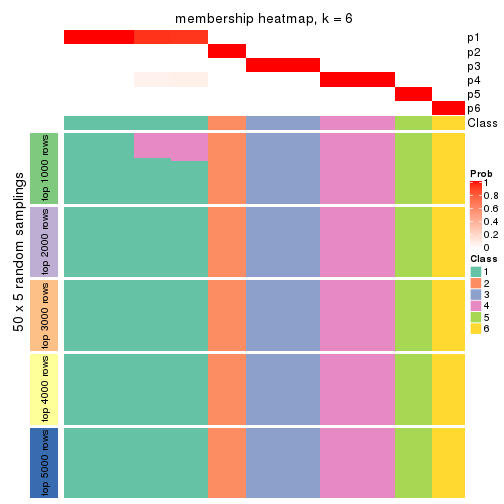 membership heatmap, k = 6
p1
p2
p3
p4
p5
p6
Class
50 x 5 random samplings
top 1000 rows
top 2000 rows
top 3000 rows
top 4000 rows
top 5000 rows
Prob
1
0.8
0.6
0.4
0.2
0
Class
1
2
3
4
5
6